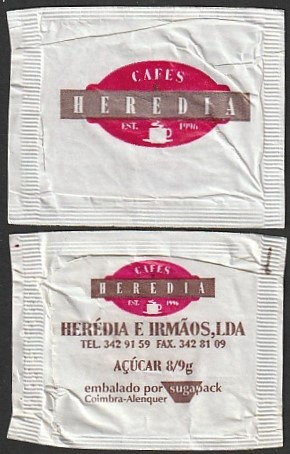 CAFES
HEREDIA
EST. 1996
CAFES
HEREDIA
EST. 1996
HERÉDIA E IRMÃOS,LDA
TEL. 342 91 59 FAX. 342 81 09
AÇÚCAR 8/9g
embalado por sugapack
Coimbra-Alenquer